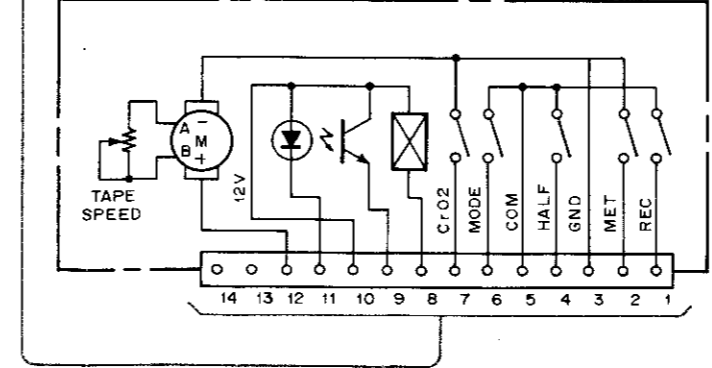 A −
M
B +
TAPE
SPEED
12V
CrO2
MODE
COM
HALF
GND
MET
REC
14 13 12 11 10 9 8 7 6 5 4 3 2 1